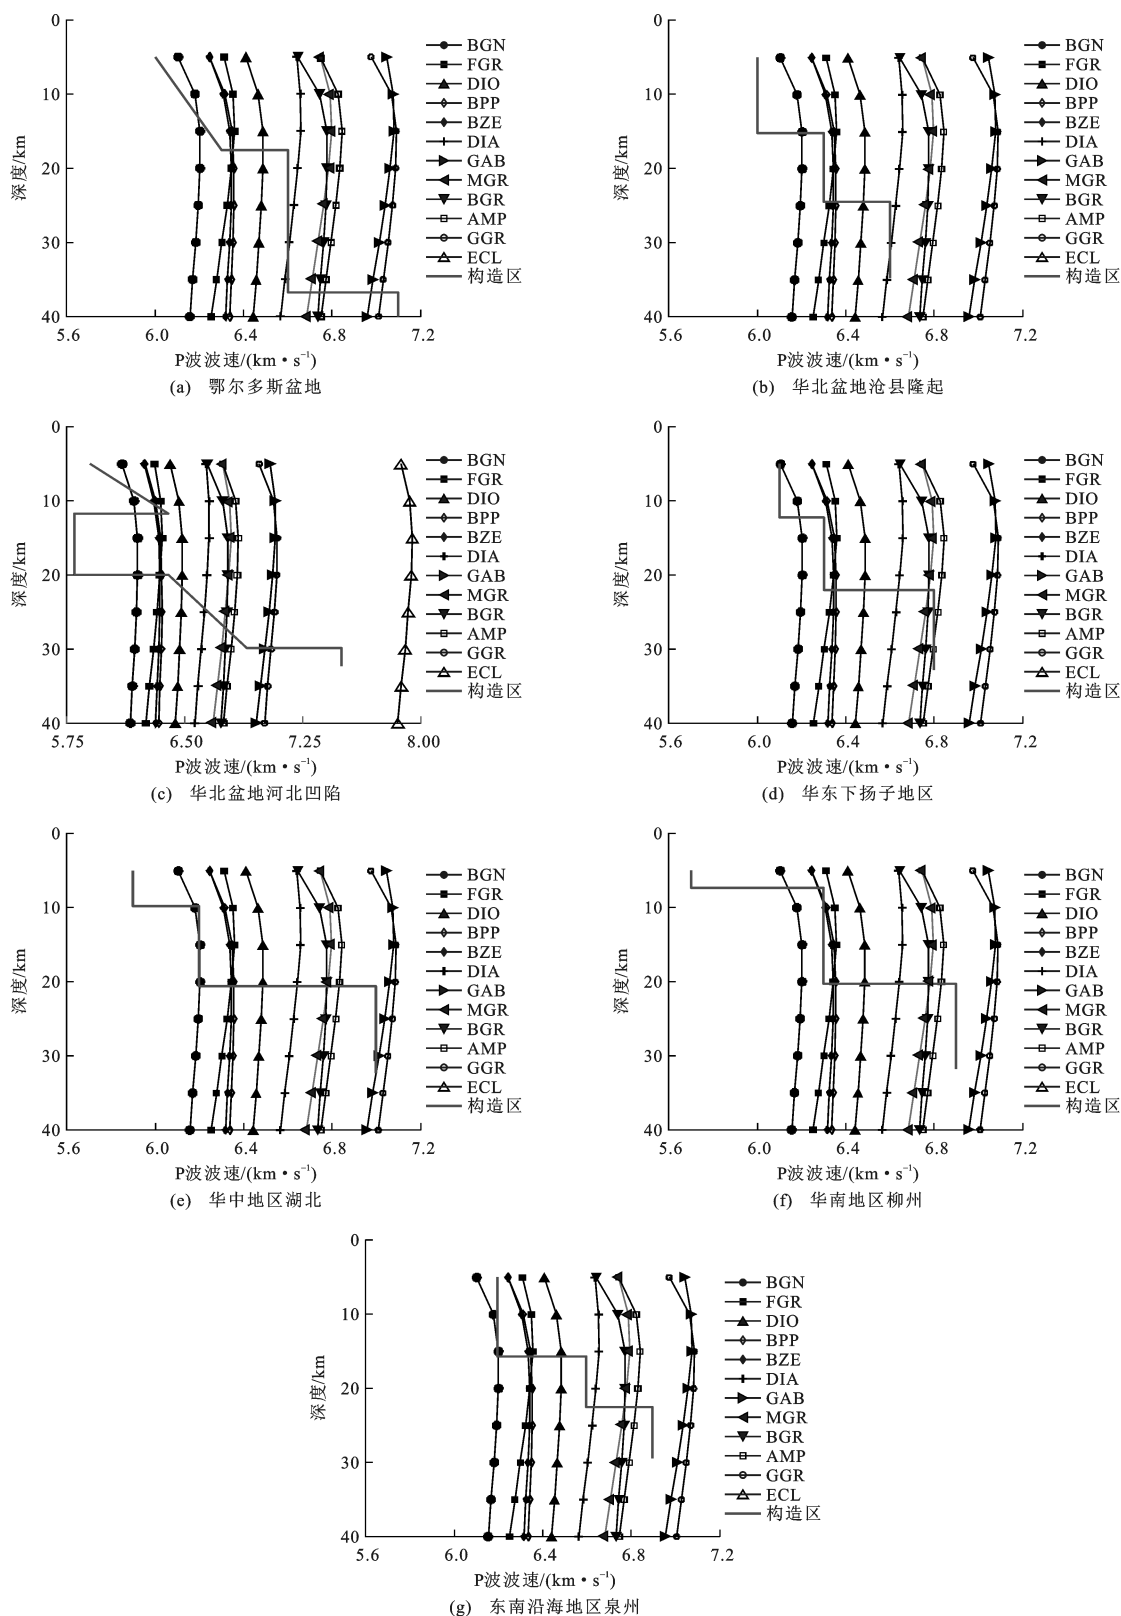 0
10
20
30
40
深度/km
5.6 6.0 6.4 6.8 7.2
P波波速/(km·s⁻¹)
BGN
FGR
DIO
BPP
BZE
DIA
GAB
MGR
BGR
AMP
GGR
ECL
构造区
(a) 鄂尔多斯盆地
0
10
20
30
40
深度/km
5.6 6.0 6.4 6.8 7.2
P波波速/(km·s⁻¹)
BGN
FGR
DIO
BPP
BZE
DIA
GAB
MGR
BGR
AMP
GGR
ECL
构造区
(b) 华北盆地沧县隆起
0
10
20
30
40
深度/km
5.75 6.50 7.25 8.00
P波波速/(km·s⁻¹)
BGN
FGR
DIO
BPP
BZE
DIA
GAB
MGR
BGR
AMP
GGR
ECL
构造区
(c) 华北盆地河北凹陷
0
10
20
30
40
深度/km
5.6 6.0 6.4 6.8 7.2
P波波速/(km·s⁻¹)
BGN
FGR
DIO
BPP
BZE
DIA
GAB
MGR
BGR
AMP
GGR
ECL
构造区
(d) 华东下扬子地区
0
10
20
30
40
深度/km
5.6 6.0 6.4 6.8 7.2
P波波速/(km·s⁻¹)
BGN
FGR
DIO
BPP
BZE
DIA
GAB
MGR
BGR
AMP
GGR
ECL
构造区
(e) 华中地区湖北
0
10
20
30
40
深度/km
5.6 6.0 6.4 6.8 7.2
P波波速/(km·s⁻¹)
BGN
FGR
DIO
BPP
BZE
DIA
GAB
MGR
BGR
AMP
GGR
ECL
构造区
(f) 华南地区柳州
0
10
20
30
40
深度/km
5.6 6.0 6.4 6.8 7.2
P波波速/(km·s⁻¹)
BGN
FGR
DIO
BPP
BZE
DIA
GAB
MGR
BGR
AMP
GGR
ECL
构造区
(g) 东南沿海地区泉州